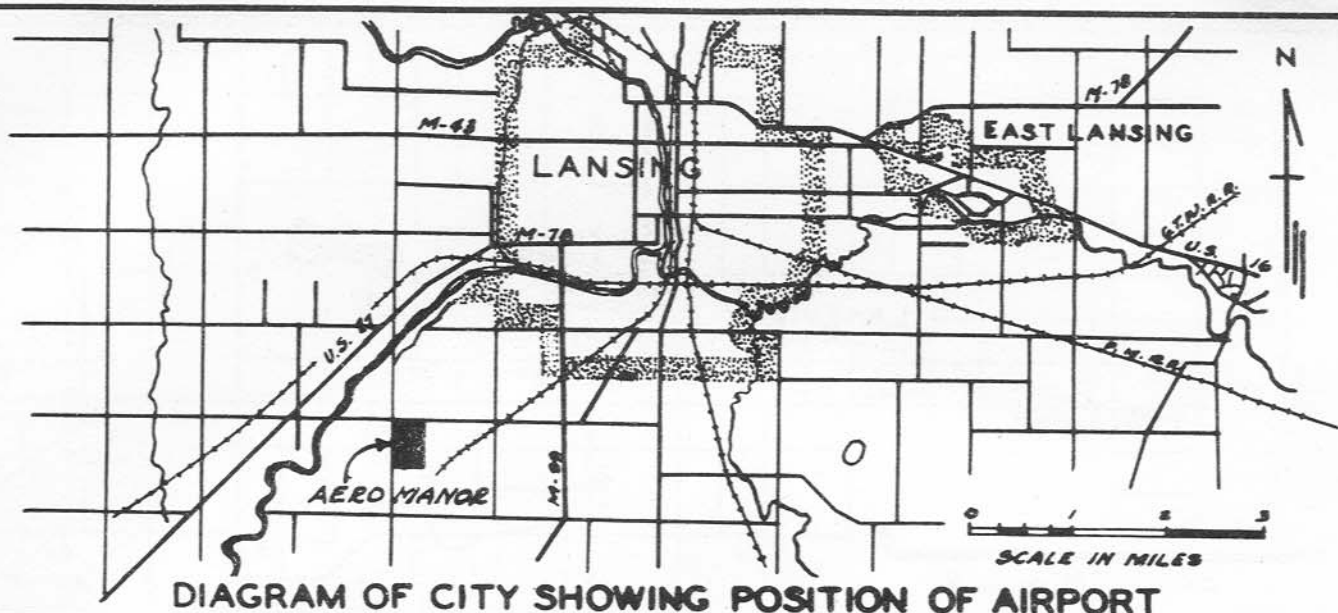 N
M-78
EAST LANSING
M-43
LANSING
G.T.W.R.R.
M-78
U.S. 16
U.S. 27
P.M.R.R.
AERO MANOR
M-99
0 1 2 3
SCALE IN MILES
DIAGRAM OF CITY SHOWING POSITION OF AIRPORT